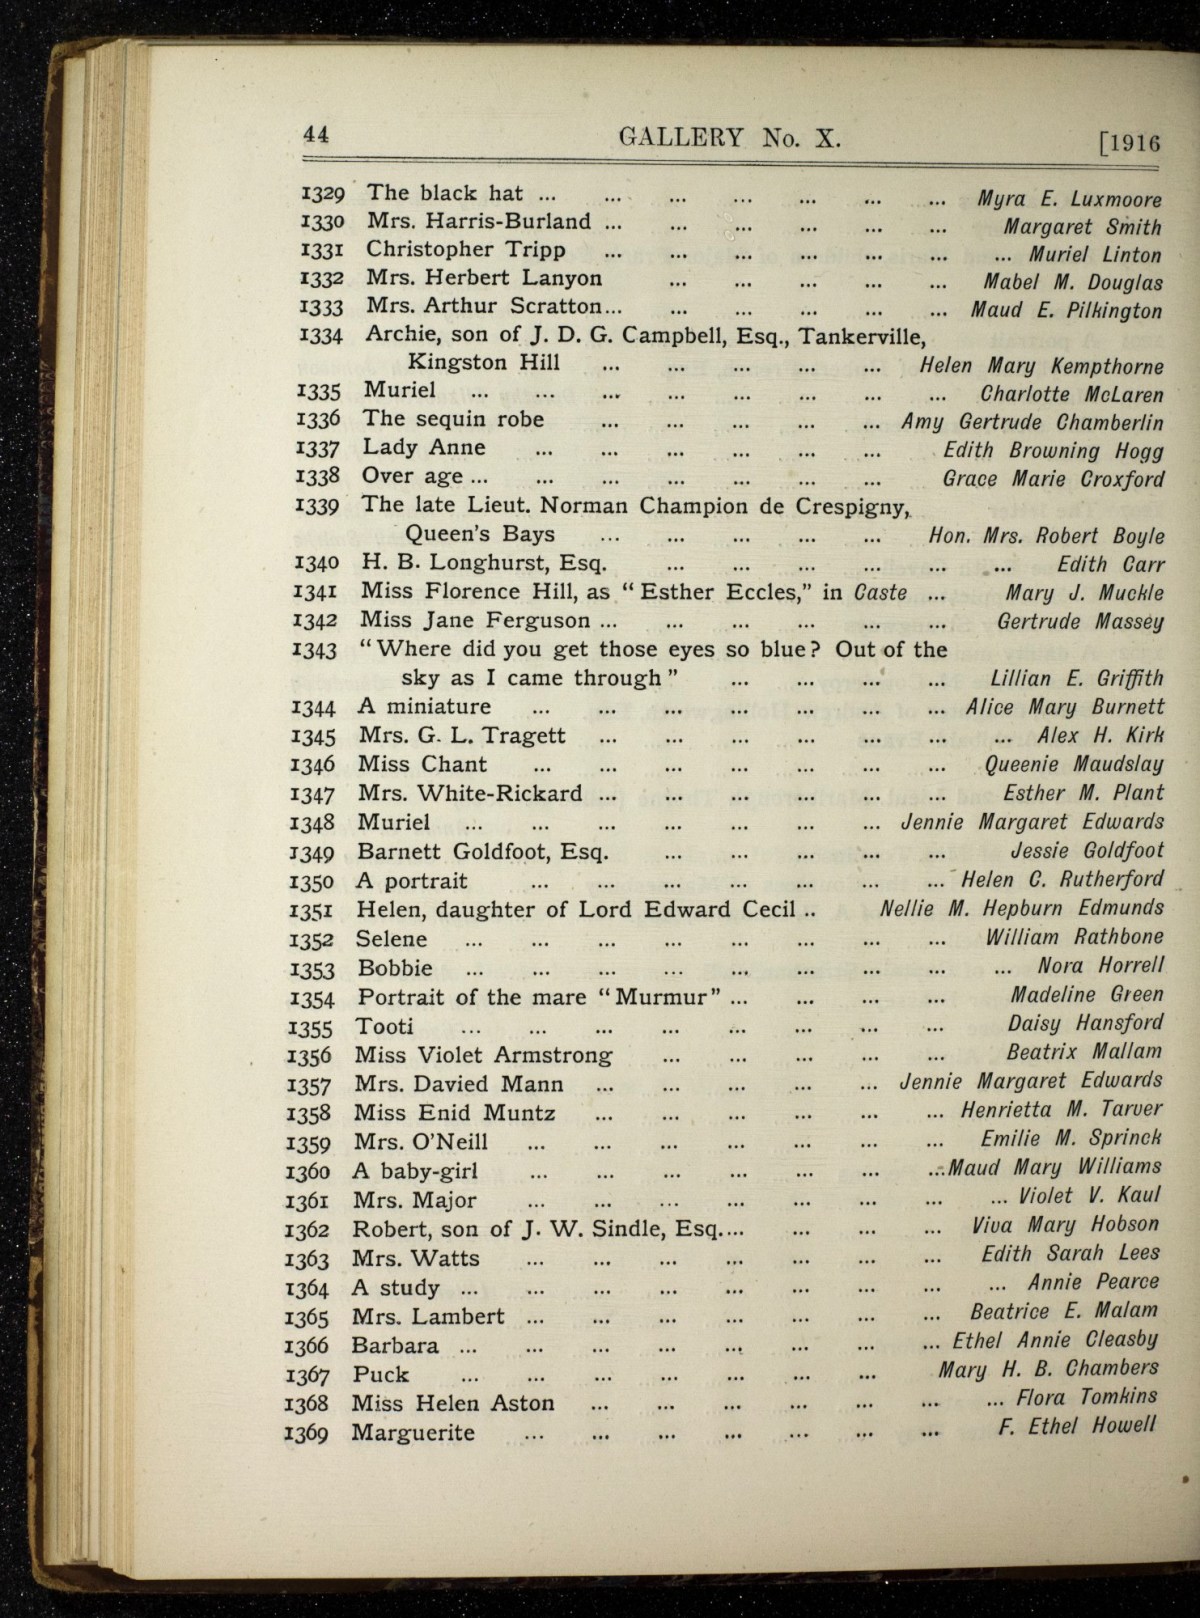 44 GALLERY No. X. [1916
1329 The black hat ... ... ... ... ... ... ... Myra E. Luxmoore
1330 Mrs. Harris-Burland ... ... ... ... ... ... Margaret Smith
1331 Christopher Tripp ... ... ... ... ... ... ... Muriel Linton
1332 Mrs. Herbert Lanyon ... ... ... ... ... Mabel M. Douglas
1333 Mrs. Arthur Scratton... ... ... ... ... ... Maud E. Pilkington
1334 Archie, son of J. D. G. Campbell, Esq., Tankerville,
Kingston Hill ... ... ... ... ... Helen Mary Kempthorne
1335 Muriel ... ... ... ... ... ... ... ... Charlotte McLaren
1336 The sequin robe ... ... ... ... ... Amy Gertrude Chamberlin
1337 Lady Anne ... ... ... ... ... ... Edith Browning Hogg
1338 Over age ... ... ... ... ... ... ... Grace Marie Croxford
1339 The late Lieut. Norman Champion de Crespigny,
Queen's Bays ... ... ... ... ... Hon. Mrs. Robert Boyle
1340 H. B. Longhurst, Esq. ... ... ... ... ... ... Edith Carr
1341 Miss Florence Hill, as "Esther Eccles," in Caste ... Mary J. Muckle
1342 Miss Jane Ferguson ... ... ... ... ... ... Gertrude Massey
1343 "Where did you get those eyes so blue? Out of the
sky as I came through" ... ... ... ... Lillian E. Griffith
1344 A miniature ... ... ... ... ... ... ... Alice Mary Burnett
1345 Mrs. G. L. Tragett ... ... ... ... ... ... ... Alex H. Kirk
1346 Miss Chant ... ... ... ... ... ... ... Queenie Maudslay
1347 Mrs. White-Rickard ... ... ... ... ... ... Esther M. Plant
1348 Muriel ... ... ... ... ... ... ... Jennie Margaret Edwards
1349 Barnett Goldfoot, Esq. ... ... ... ... ... Jessie Goldfoot
1350 A portrait ... ... ... ... ... ... ... Helen C. Rutherford
1351 Helen, daughter of Lord Edward Cecil .. Nellie M. Hepburn Edmunds
1352 Selene ... ... ... ... ... ... ... ... William Rathbone
1353 Bobbie ... ... ... ... ... ... ... ... ... Nora Horrell
1354 Portrait of the mare "Murmur" ... ... ... ... Madeline Green
1355 Tooti ... ... ... ... ... ... ... ... Daisy Hansford
1356 Miss Violet Armstrong ... ... ... ... ... Beatrix Mallam
1357 Mrs. Davied Mann ... ... ... ... ... Jennie Margaret Edwards
1358 Miss Enid Muntz ... ... ... ... ... ... Henrietta M. Tarver
1359 Mrs. O'Neill ... ... ... ... ... ... ... Emilie M. Sprinck
1360 A baby-girl ... ... ... ... ... ... ... Maud Mary Williams
1361 Mrs. Major ... ... ... ... ... ... ... ... Violet V. Kaul
1362 Robert, son of J. W. Sindle, Esq.... ... ... ... Viva Mary Hobson
1363 Mrs. Watts ... ... ... ... ... ... ... Edith Sarah Lees
1364 A study ... ... ... ... ... ... ... ... ... Annie Pearce
1365 Mrs. Lambert ... ... ... ... ... ... ... Beatrice E. Malam
1366 Barbara ... ... ... ... ... ... ... ... Ethel Annie Cleasby
1367 Puck ... ... ... ... ... ... ... Mary H. B. Chambers
1368 Miss Helen Aston ... ... ... ... ... ... ... Flora Tomkins
1369 Marguerite ... ... ... ... ... ... ... F. Ethel Howell